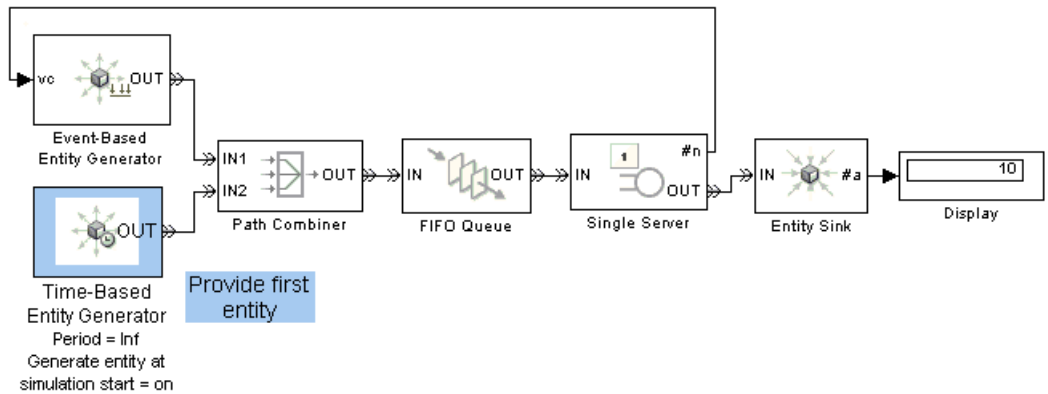 vc
OUT
Event-Based
Entity Generator
IN1
IN2
OUT
Path Combiner
IN
OUT
FIFO Queue
IN
1
#n
OUT
Single Server
IN
#a
Entity Sink
10
Display
OUT
Time-Based
Entity Generator
Period = Inf
Generate entity at
simulation start = on
Provide first
entity